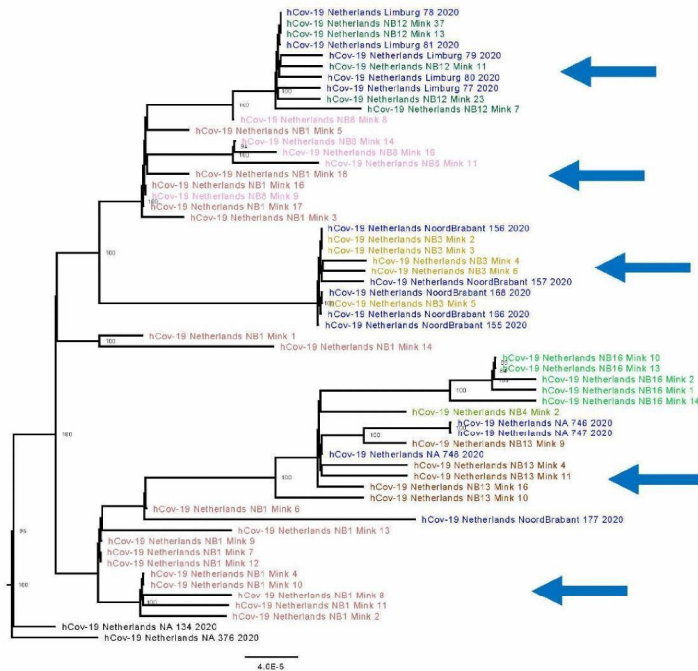 hCov-19 Netherlands Limburg 78 2020
hCov-19 Netherlands NB12 Mink 37
hCov-19 Netherlands NB12 Mink 13
hCov-19 Netherlands Limburg 81 2020
hCov-19 Netherlands Limburg 79 2020
hCov-19 Netherlands NB12 Mink 11
hCov-19 Netherlands Limburg 80 2020
hCov-19 Netherlands Limburg 77 2020
hCov-19 Netherlands NB12 Mink 23
hCov-19 Netherlands NB12 Mink 7
100
100
hCov-19 Netherlands NB8 Mink 8
hCov-19 Netherlands NB1 Mink 5
hCov-19 Netherlands NB8 Mink 14
94
hCov-19 Netherlands NB8 Mink 16
100
hCov-19 Netherlands NB8 Mink 11
hCov-19 Netherlands NB1 Mink 18
hCov-19 Netherlands NB1 Mink 16
hCov-19 Netherlands NB8 Mink 9
100
hCov-19 Netherlands NB1 Mink 17
hCov-19 Netherlands NB1 Mink 3
hCov-19 Netherlands NoordBrabant 156 2020
hCov-19 Netherlands NB3 Mink 2
hCov-19 Netherlands NB3 Mink 3
100
hCov-19 Netherlands NB3 Mink 4
hCov-19 Netherlands NB3 Mink 6
hCov-19 Netherlands NoordBrabant 157 2020
hCov-19 Netherlands NoordBrabant 168 2020
100
hCov-19 Netherlands NB3 Mink 5
hCov-19 Netherlands NoordBrabant 166 2020
hCov-19 Netherlands NoordBrabant 155 2020
hCov-19 Netherlands NB1 Mink 1
100
hCov-19 Netherlands NB1 Mink 14
hCov-19 Netherlands NB16 Mink 10
hCov-19 Netherlands NB16 Mink 13
hCov-19 Netherlands NB16 Mink 2
100
hCov-19 Netherlands NB16 Mink 1
hCov-19 Netherlands NB16 Mink 14
hCov-19 Netherlands NB4 Mink 2
hCov-19 Netherlands NA 746 2020
hCov-19 Netherlands NA 747 2020
100
hCov-19 Netherlands NB13 Mink 9
hCov-19 Netherlands NA 748 2020
100
hCov-19 Netherlands NB13 Mink 4
hCov-19 Netherlands NB13 Mink 11
100
hCov-19 Netherlands NB13 Mink 16
hCov-19 Netherlands NB13 Mink 10
hCov-19 Netherlands NB1 Mink 6
hCov-19 Netherlands NoordBrabant 177 2020
hCov-19 Netherlands NB1 Mink 13
hCov-19 Netherlands NB1 Mink 9
hCov-19 Netherlands NB1 Mink 7
hCov-19 Netherlands NB1 Mink 12
hCov-19 Netherlands NB1 Mink 4
hCov-19 Netherlands NB1 Mink 10
100
hCov-19 Netherlands NB1 Mink 8
100
hCov-19 Netherlands NB1 Mink 11
hCov-19 Netherlands NB1 Mink 2
hCov-19 Netherlands NA 134 2020
hCov-19 Netherlands NA 376 2020
4.0E-5